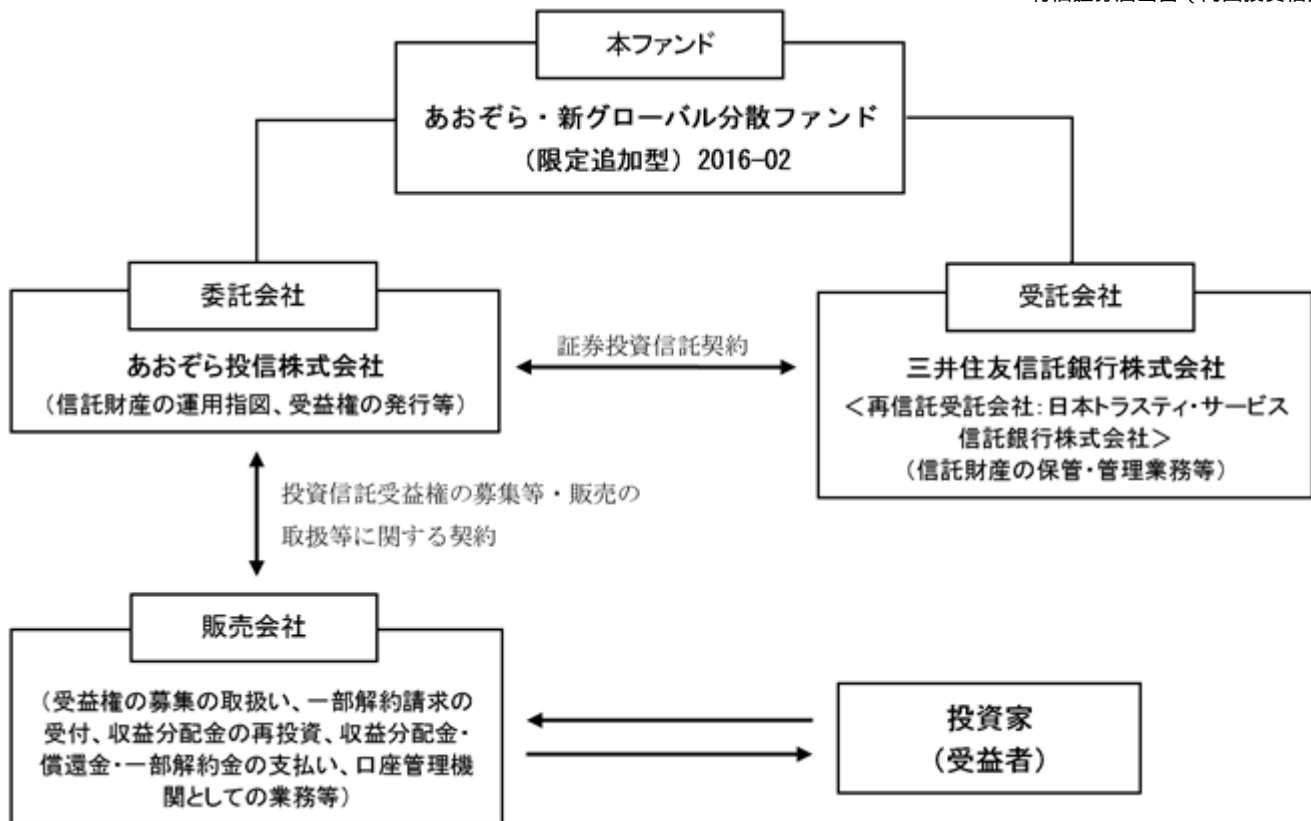 本ファンド
あおぞら・新グローバル分散ファンド
（限定追加型）2016-02
委託会社
あおぞら投信株式会社
（信託財産の運用指図、受益権の発行等）
証券投資信託契約
受託会社
三井住友信託銀行株式会社
＜再信託受託会社：日本トラスティ・サービス
信託銀行株式会社＞
（信託財産の保管・管理業務等）
投資信託受益権の募集等・販売の
取扱等に関する契約
販売会社
（受益権の募集の取扱い、一部解約請求の
受付、収益分配金の再投資、収益分配金・
償還金・一部解約金の支払い、口座管理機
関としての業務等）
投資家
（受益者）